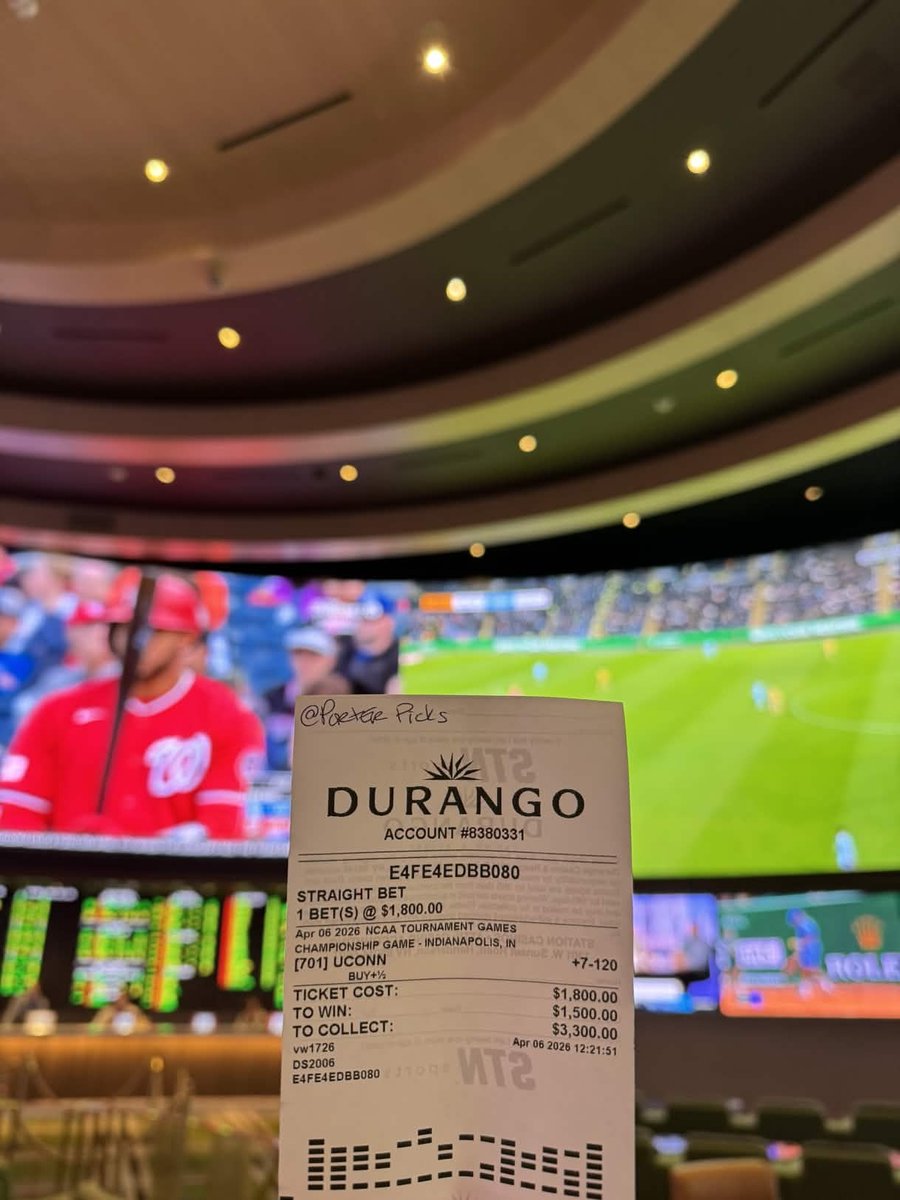 @Porter Picks
DURANGO
ACCOUNT #8380331
E4FE4EDBB080
STRAIGHT BET
1 BET(S) @ $1,800.00
Apr 06 2026 NCAA TOURNAMENT GAMES
CHAMPIONSHIP GAME - INDIANAPOLIS, IN
[701] UCONN +7-120
BUY+½
TICKET COST: $1,800.00
TO WIN: $1,500.00
TO COLLECT: $3,300.00
vw1726 Apr 06 2026 12:21:51
DS2006
E4FE4EDBB080
STN
W
ROLEX